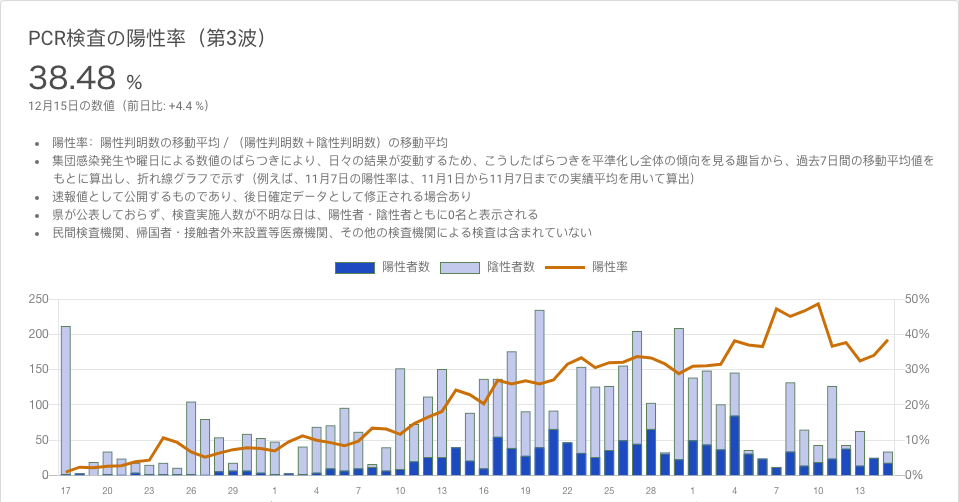 PCR検査の陽性率（第3波）
38.48 %
12月15日の数値（前日比: +4.4 %）
• 陽性率：陽性判明数の移動平均 / （陽性判明数＋陰性判明数）の移動平均
• 集団感染発生や曜日による数値のばらつきにより、日々の結果が変動するため、こうしたばらつきを平準化し全体の傾向を見る趣旨から、過去7日間の移動平均値を
もとに算出し、折れ線グラフで示す（例えば、11月7日の陽性率は、11月1日から11月7日までの実績平均を用いて算出）
• 速報値として公開するものであり、後日確定データとして修正される場合あり
• 県が公表しておらず、検査実施人数が不明な日は、陽性者・陰性者ともに0名と表示される
• 民間検査機関、帰国者・接触者外来設置等医療機関、その他の検査機関による検査は含まれていない
陽性者数 陰性者数 陽性率
250 50%
200 40%
150 30%
100 20%
50 10%
0 0%
17 20 26 29 1 4 7 10 13 16 19 22 25 28 1 4 7 10 13